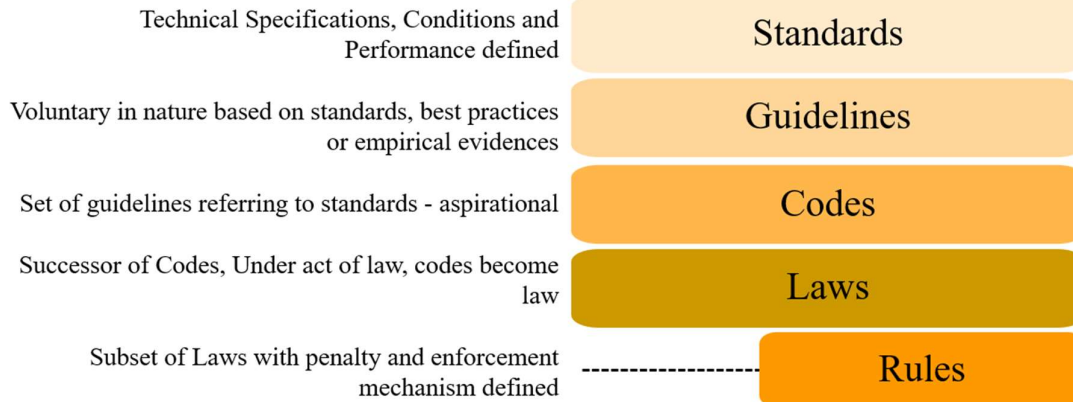 Technical Specifications, Conditions and
Performance defined
Standards
Voluntary in nature based on standards, best practices
or empirical evidences
Guidelines
Set of guidelines referring to standards - aspirational
Codes
Successor of Codes, Under act of law, codes become
law
Laws
Subset of Laws with penalty and enforcement
mechanism defined
Rules